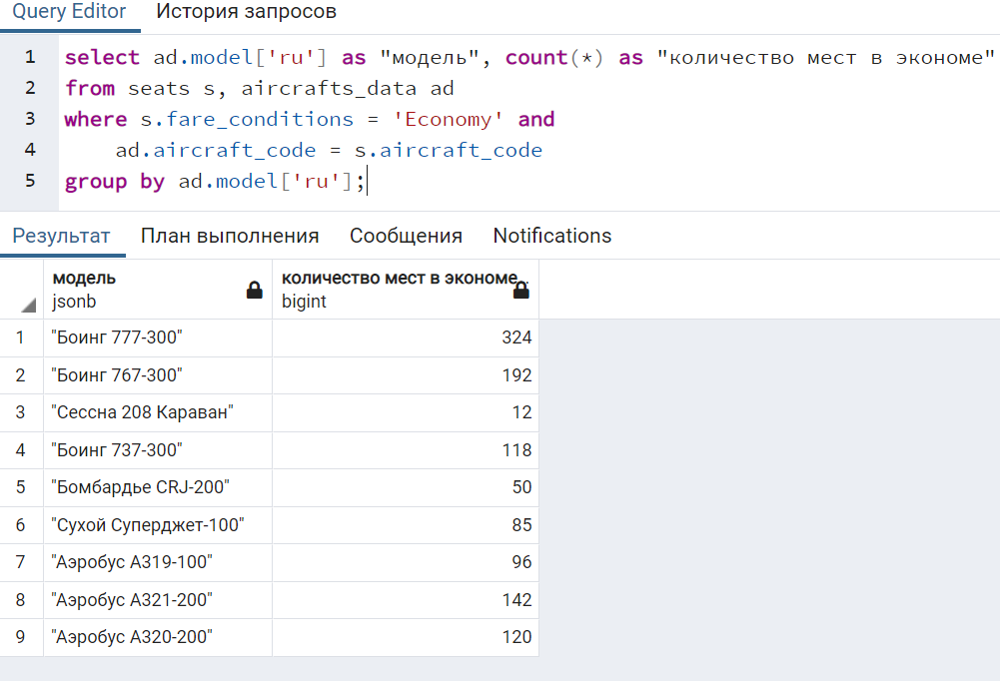 Query Editor История запросов
1 select ad.model['ru'] as "модель", count(*) as "количество мест в экономе"
2 from seats s, aircrafts_data ad
3 where s.fare_conditions = 'Economy' and
4 ad.aircraft_code = s.aircraft_code
5 group by ad.model['ru'];
Результат План выполнения Сообщения Notifications
модель количество мест в экономе
jsonb bigint
1 "Боинг 777-300" 324
2 "Боинг 767-300" 192
3 "Сессна 208 Караван" 12
4 "Боинг 737-300" 118
5 "Бомбардье CRJ-200" 50
6 "Сухой Суперджет-100" 85
7 "Аэробус A319-100" 96
8 "Аэробус A321-200" 142
9 "Аэробус A320-200" 120